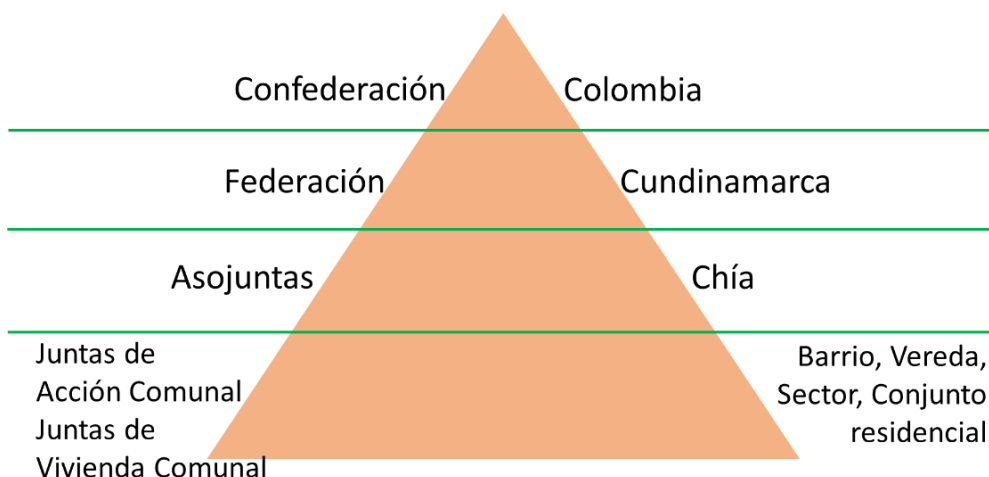 Confederación
Colombia
Federación
Cundinamarca
Asojuntas
Chía
Juntas de
Acción Comunal
Juntas de
Vivienda Comunal
Barrio, Vereda,
Sector, Conjunto
residencial